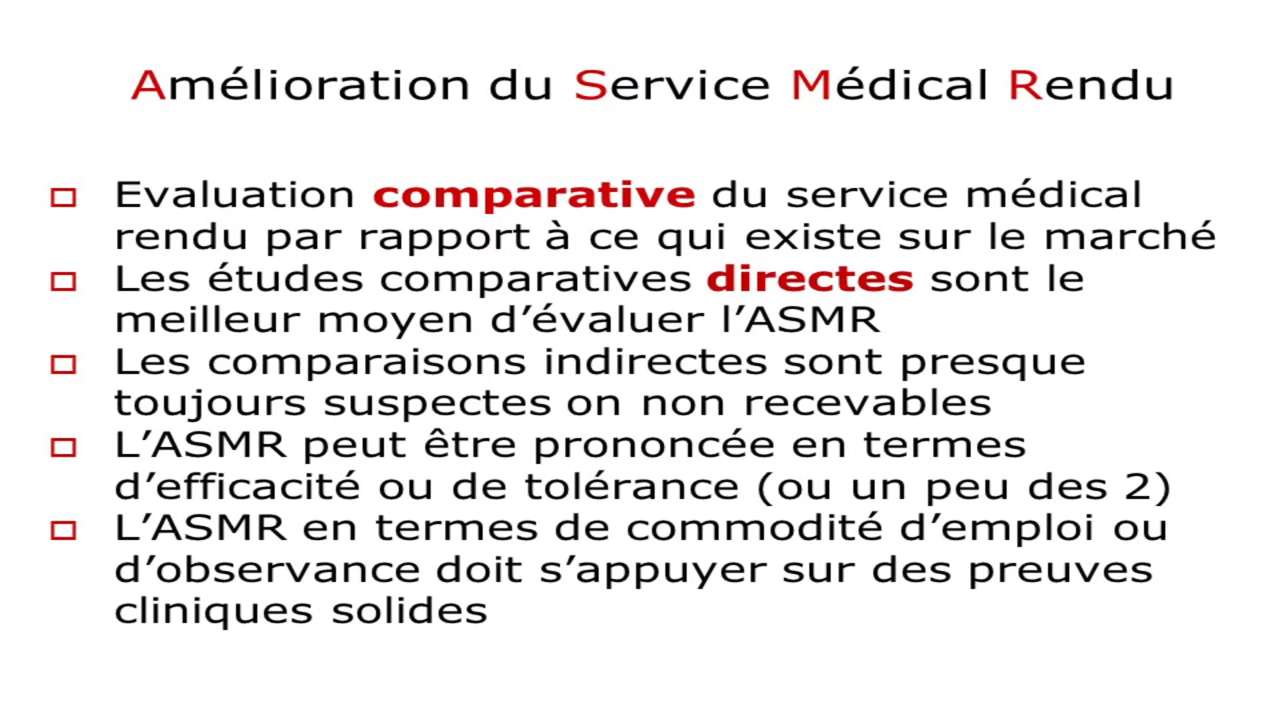 Amélioration du Service Médical Rendu
Evaluation comparative du service médical
rendu par rapport à ce qui existe sur le marché
Les études comparatives directes sont le
meilleur moyen d’évaluer l’ASMR
Les comparaisons indirectes sont presque
toujours suspectes on non recevables
L’ASMR peut être prononcée en termes
d’efficacité ou de tolérance (ou un peu des 2)
L’ASMR en termes de commodité d’emploi ou
d’observance doit s’appuyer sur des preuves
cliniques solides